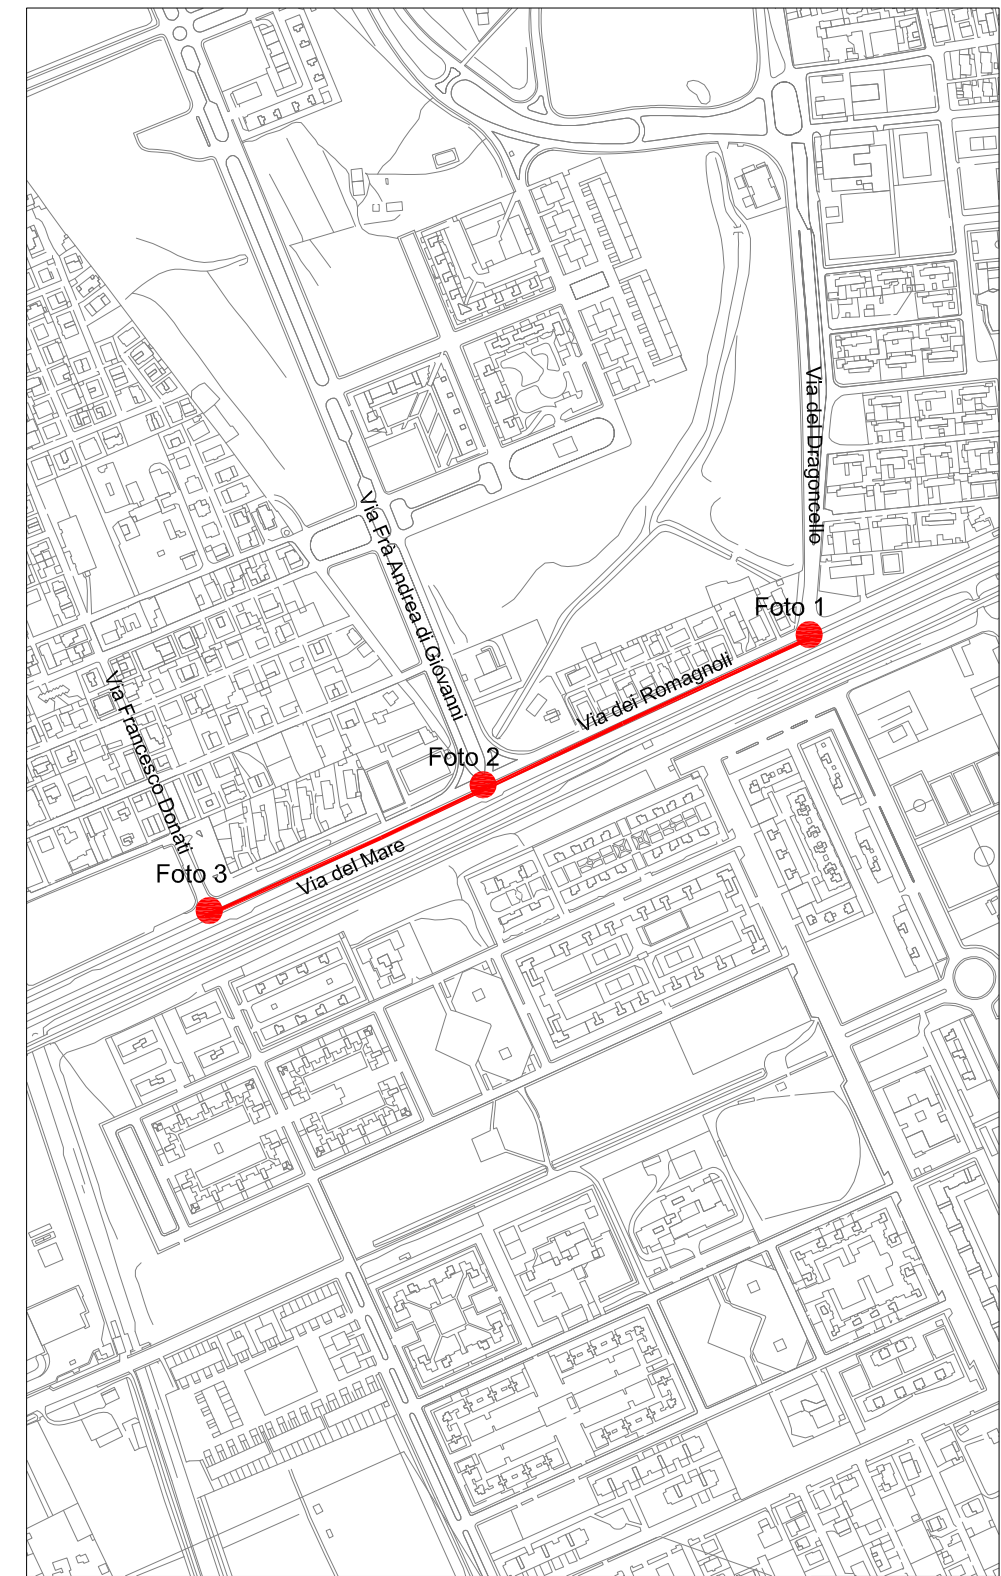 Via del Dragoncello
Foto 1
Via Frà Andrea di Giovanni
Via dei Romagnoli
Via Francesco Donati
Foto 2
Via del Mare
Foto 3